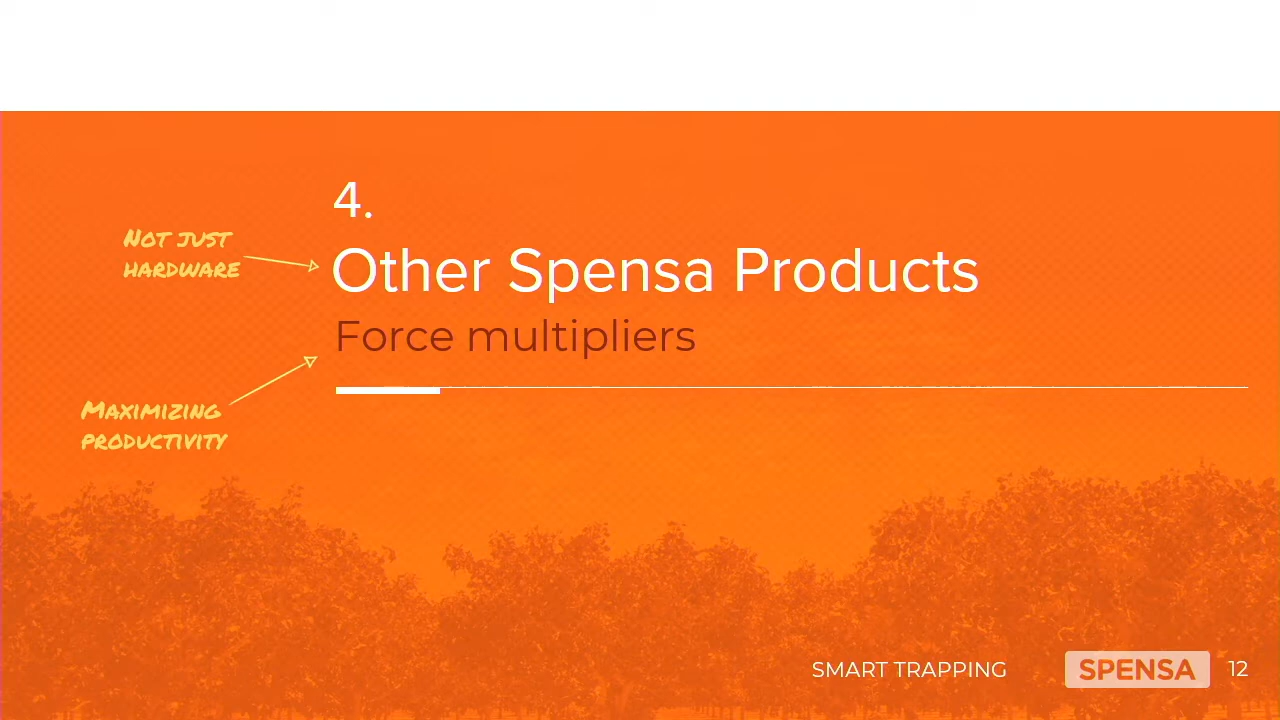 4.
NOT JUST
HARDWARE
Other Spensa Products
Force multipliers
MAXIMIZING
PRODUCTIVITY
SMART TRAPPING
SPENSA
12